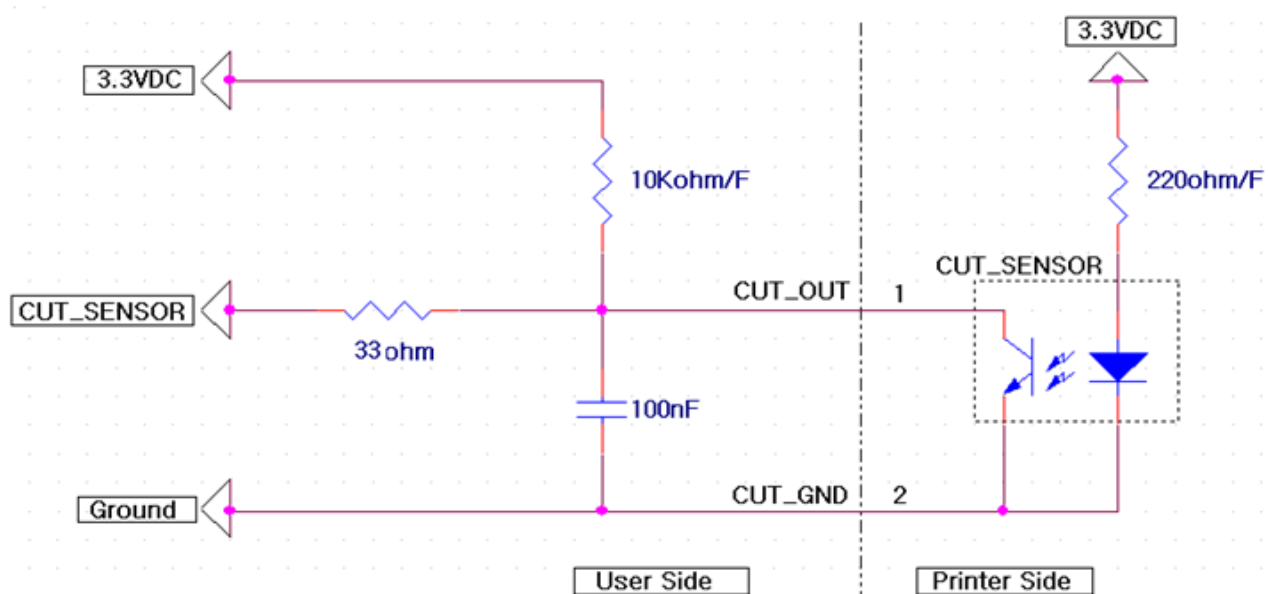 3.3VDC
3.3VDC
10Kohm/F
220ohm/F
CUT_SENSOR
CUT_OUT
1
CUT_SENSOR
33ohm
100nF
CUT_GND
2
Ground
User Side
Printer Side